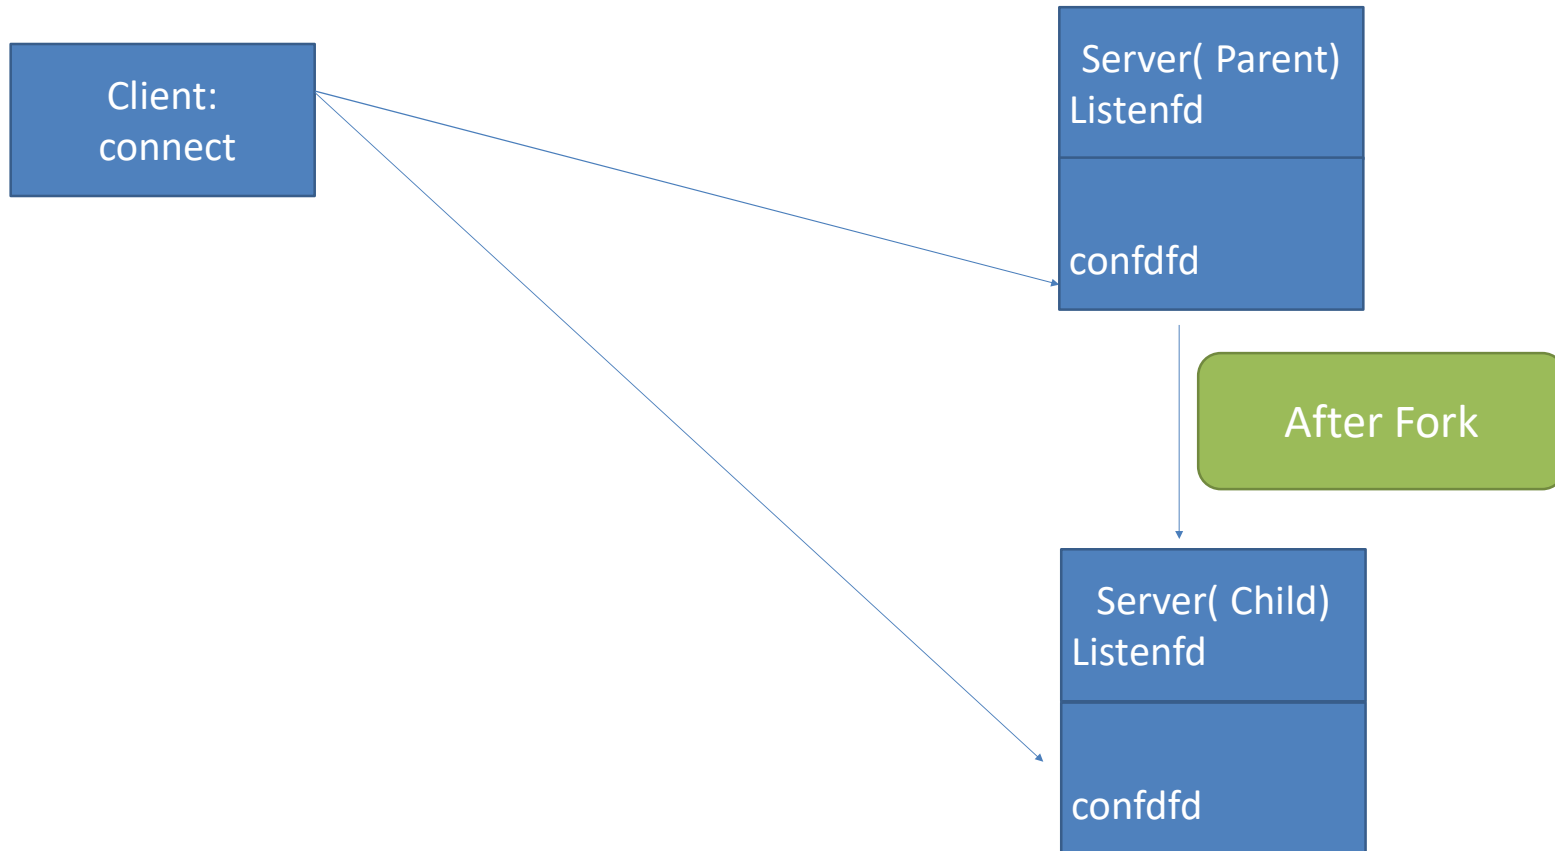 Client:
connect
Server( Parent)
Listenfd
confdfd
After Fork
Server( Child)
Listenfd
confdfd